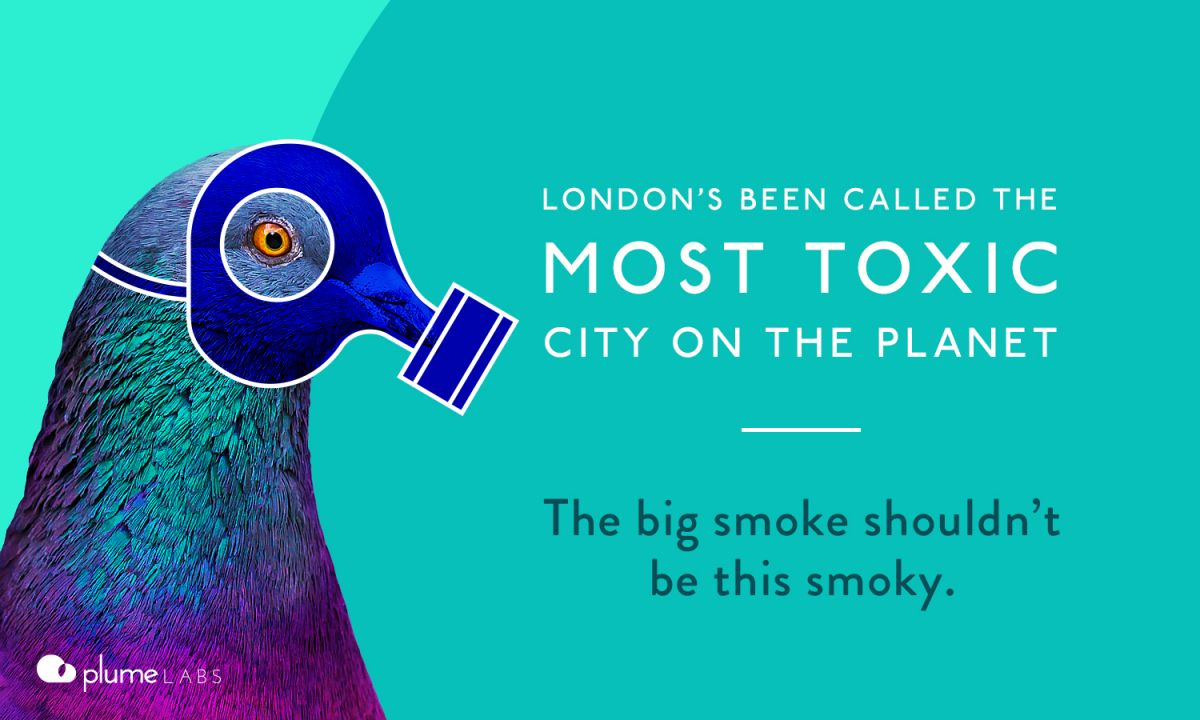 LONDON'S BEEN CALLED THE
MOST TOXIC
CITY ON THE PLANET
The big smoke shouldn't
be this smoky.
plume LABS